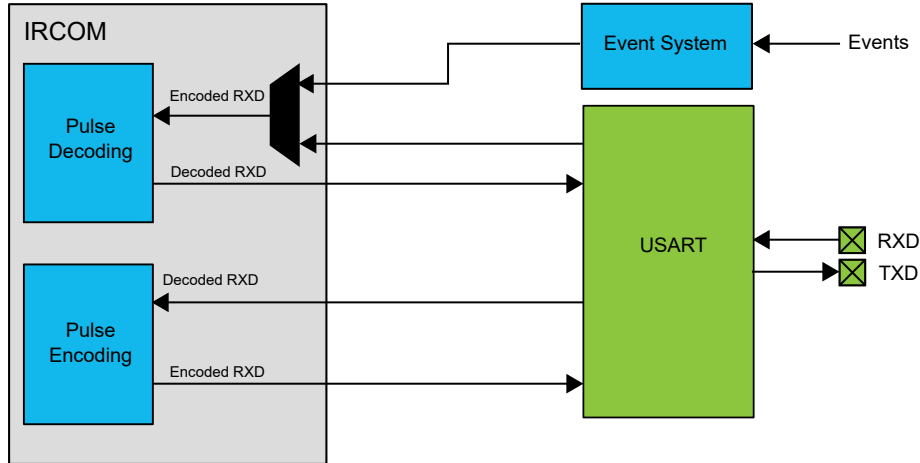 IRCOM
Event System
Events
Encoded RXD
Pulse
Decoding
Decoded RXD
USART
RXD
TXD
Decoded RXD
Pulse
Encoding
Encoded RXD